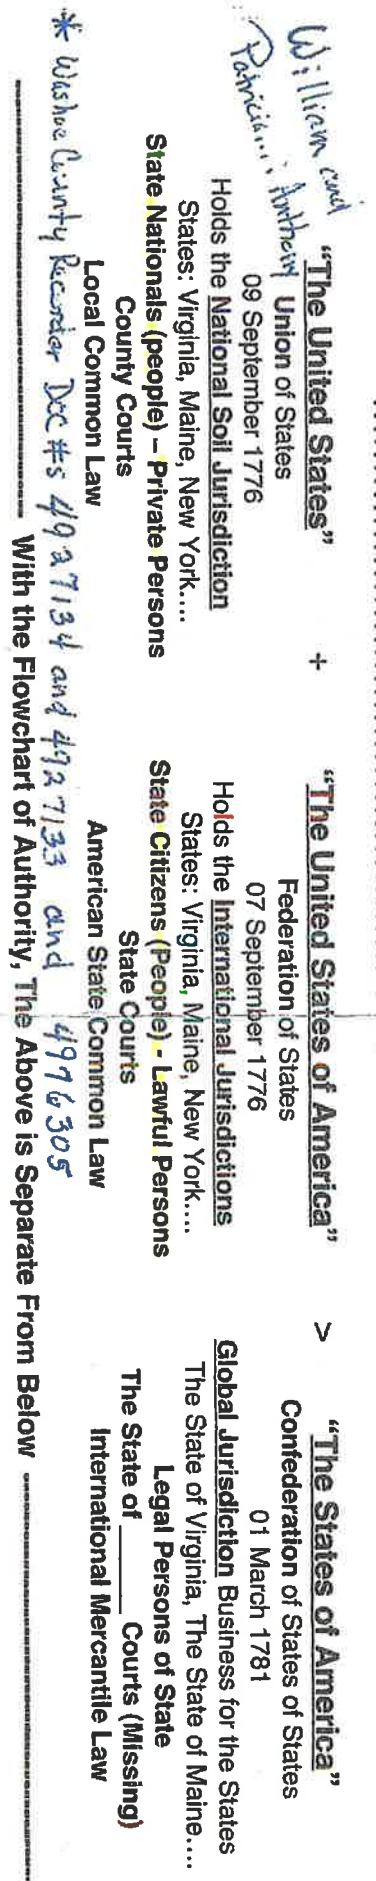 William and
Patricia...: Anthony
"The United States"
Union of States
09 September 1776
Holds the National Soil Jurisdiction
States: Virginia, Maine, New York....
State Nationals (people) – Private Persons
County Courts
Local Common Law
+
"The United States of America"
Federation of States
07 September 1776
Holds the International Jurisdictions
States: Virginia, Maine, New York....
State Citizens (People) - Lawful Persons
State Courts
American State Common Law
>
"The States of America"
Confederation of States of States
01 March 1781
Global Jurisdiction Business for the States
The State of Virginia, The State of Maine....
Legal Persons of State
The State of ______ Courts (Missing)
International Mercantile Law
* Washoe County Recorder Doc #s 4927134 and 4927133 and 4976305
With the Flowchart of Authority, The Above is Separate From Below